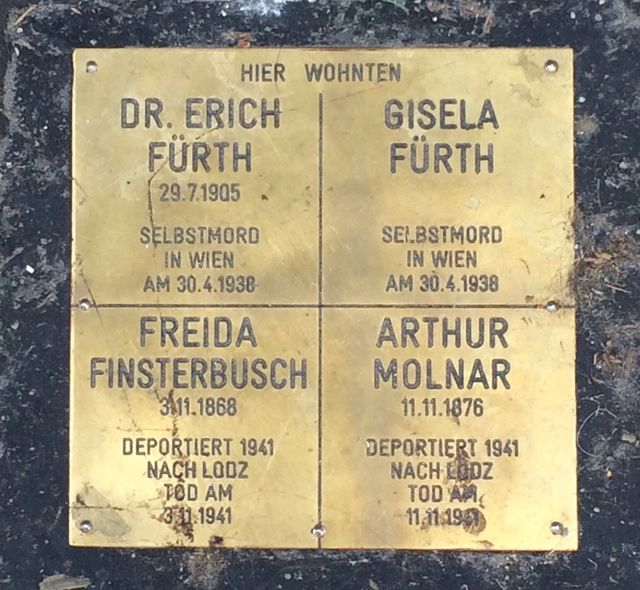 HIER WOHNTEN
DR. ERICH
FÜRTH
29.7.1905
SELBSTMORD
IN WIEN
AM 30.4.1938
GISELA
FÜRTH
SELBSTMORD
IN WIEN
AM 30.4.1938
FREIDA
FINSTERBUSCH
3.11.1868
DEPORTIERT 1941
NACH LODZ
TOD AM
3.11.1941
ARTHUR
MOLNAR
11.11.1876
DEPORTIERT 1941
NACH LODZ
TOD AM
11.11.1941